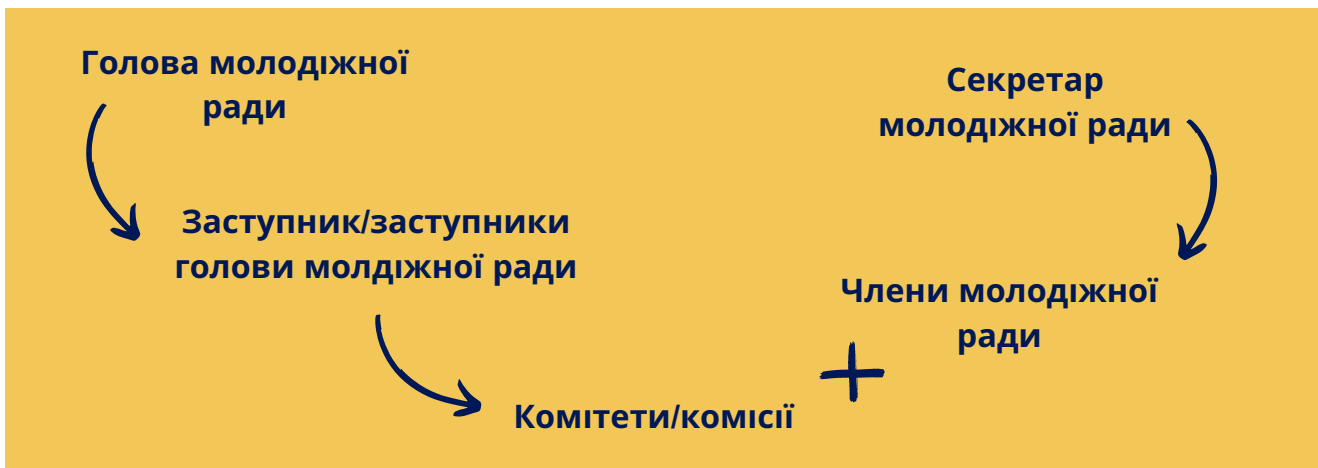 Голова молодіжної
ради
Секретар
молодіжної ради
Заступник/заступники
голови молдіжної ради
Члени молодіжної
ради
Комітети/комісії